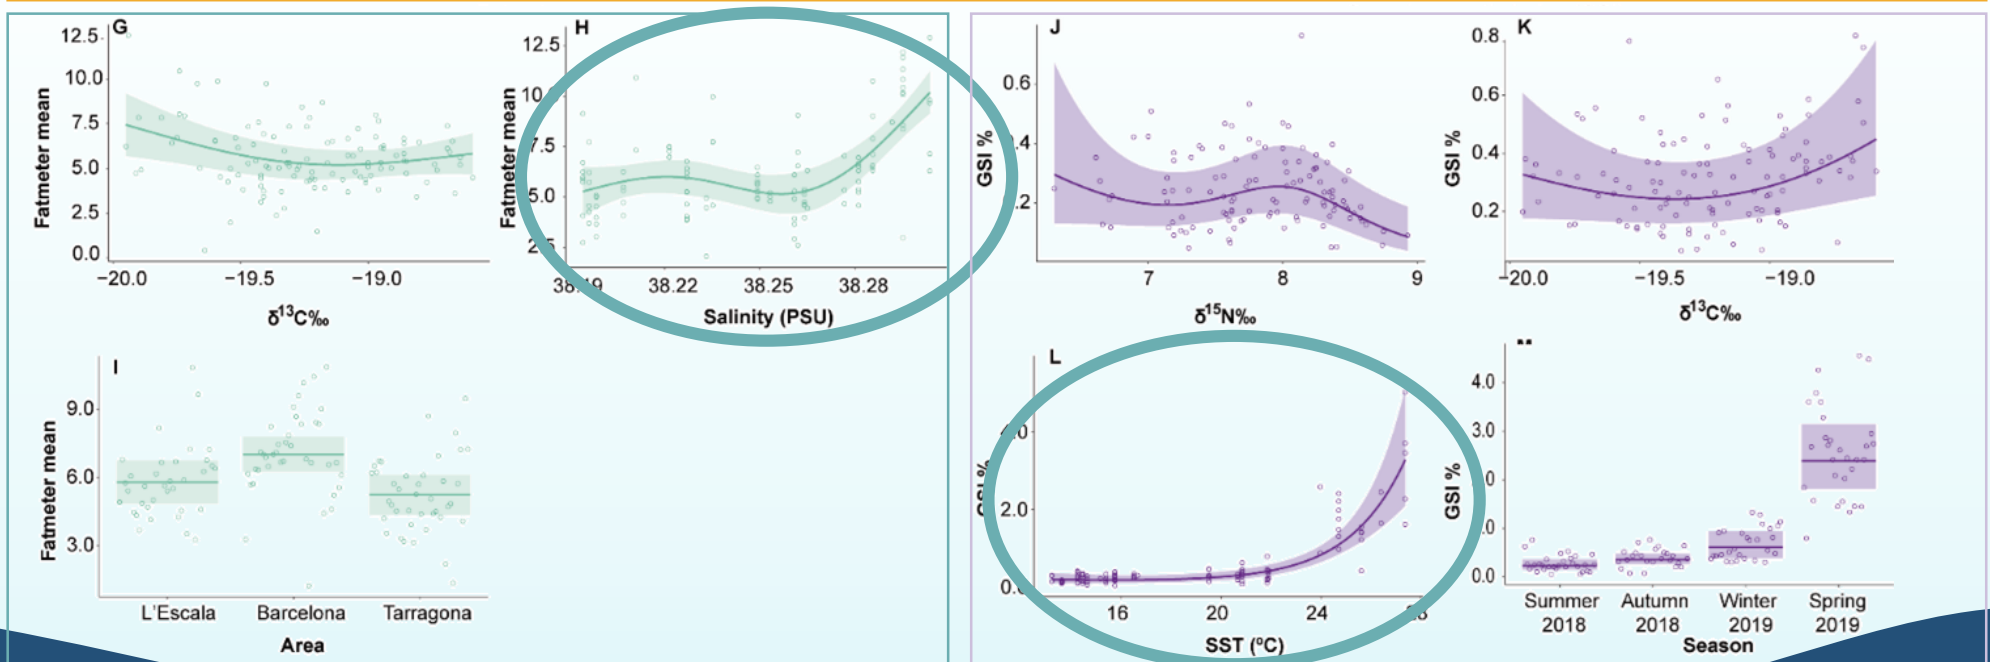 G
Fatmeter mean
12.5
10.0
7.5
5.0
2.5
0.0
−20.0 −19.5 −19.0
δ¹³C‰
H
Fatmeter mean
12.5
5.0
38.22 38.25 38.28
Salinity (PSU)
I
Fatmeter mean
9.0
6.0
3.0
L'Escala Barcelona Tarragona
Area
J
GSI %
0.6
7 8 9
δ¹⁵N‰
K
GSI %
0.8
0.6
0.4
0.2
−20.0 −19.5 −19.0
δ¹³C‰
L
2.0
16 20 24
SST (ºC)
GSI %
4.0
3.0
0.0
Summer 2018
Autumn 2018
Winter 2019
Spring 2019
Season